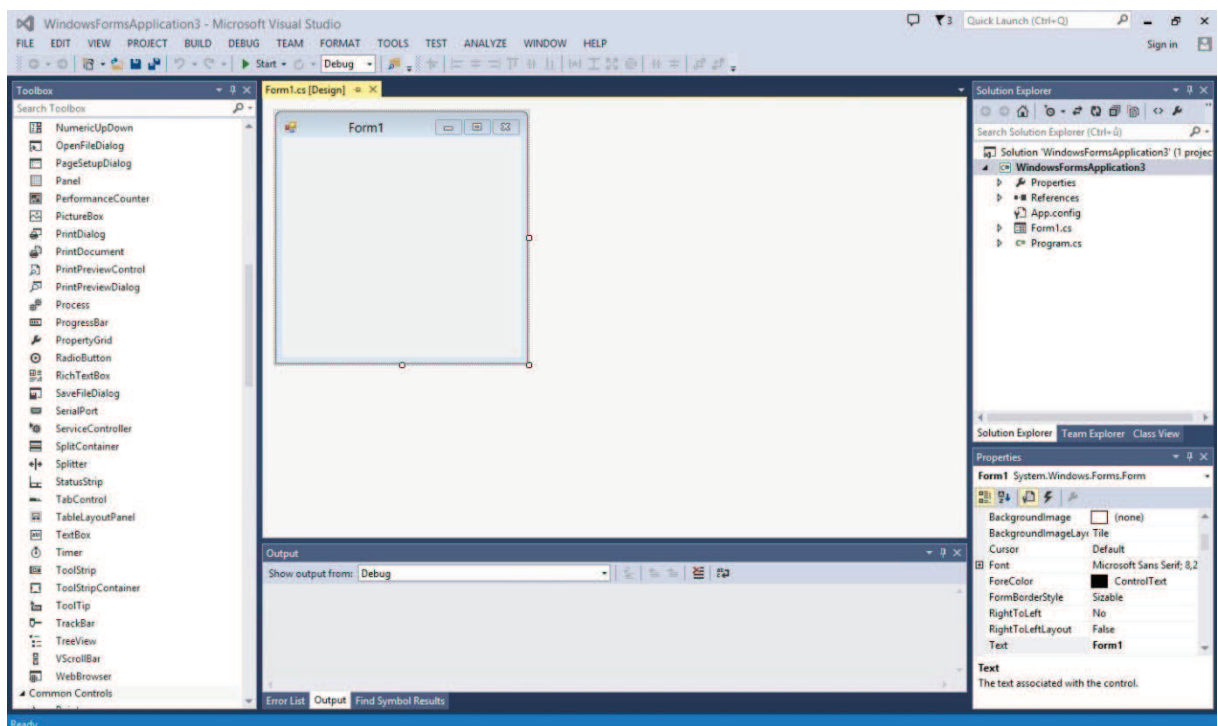 WindowsFormsApplication3 - Microsoft Visual Studio
3
Quick Launch (Ctrl+Q)
FILE EDIT VIEW PROJECT BUILD DEBUG TEAM FORMAT TOOLS TEST ANALYZE WINDOW HELP
Sign in
Start Debug
Toolbox
Search Toolbox
NumericUpDown
OpenFileDialog
PageSetupDialog
Panel
PerformanceCounter
PictureBox
PrintDialog
PrintDocument
PrintPreviewControl
PrintPreviewDialog
Process
ProgressBar
PropertyGrid
RadioButton
RichTextBox
SaveFileDialog
SerialPort
ServiceController
SplitContainer
Splitter
StatusStrip
TabControl
TableLayoutPanel
TextBox
Timer
ToolStrip
ToolStripContainer
ToolTip
TrackBar
TreeView
VScrollBar
WebBrowser
Common Controls
Form1.cs [Design]
Form1
Output
Show output from: Debug
Error List Output Find Symbol Results
Solution Explorer
Search Solution Explorer (Ctrl+ů)
Solution 'WindowsFormsApplication3' (1 projec
C# WindowsFormsApplication3
Properties
References
App.config
Form1.cs
C# Program.cs
Solution Explorer Team Explorer Class View
Properties
Form1 System.Windows.Forms.Form
BackgroundImage (none)
BackgroundImageLay Tile
Cursor Default
Font Microsoft Sans Serif; 8,2
ForeColor ControlText
FormBorderStyle Sizable
RightToLeft No
RightToLeftLayout False
Text Form1
Text
The text associated with the control.
Ready